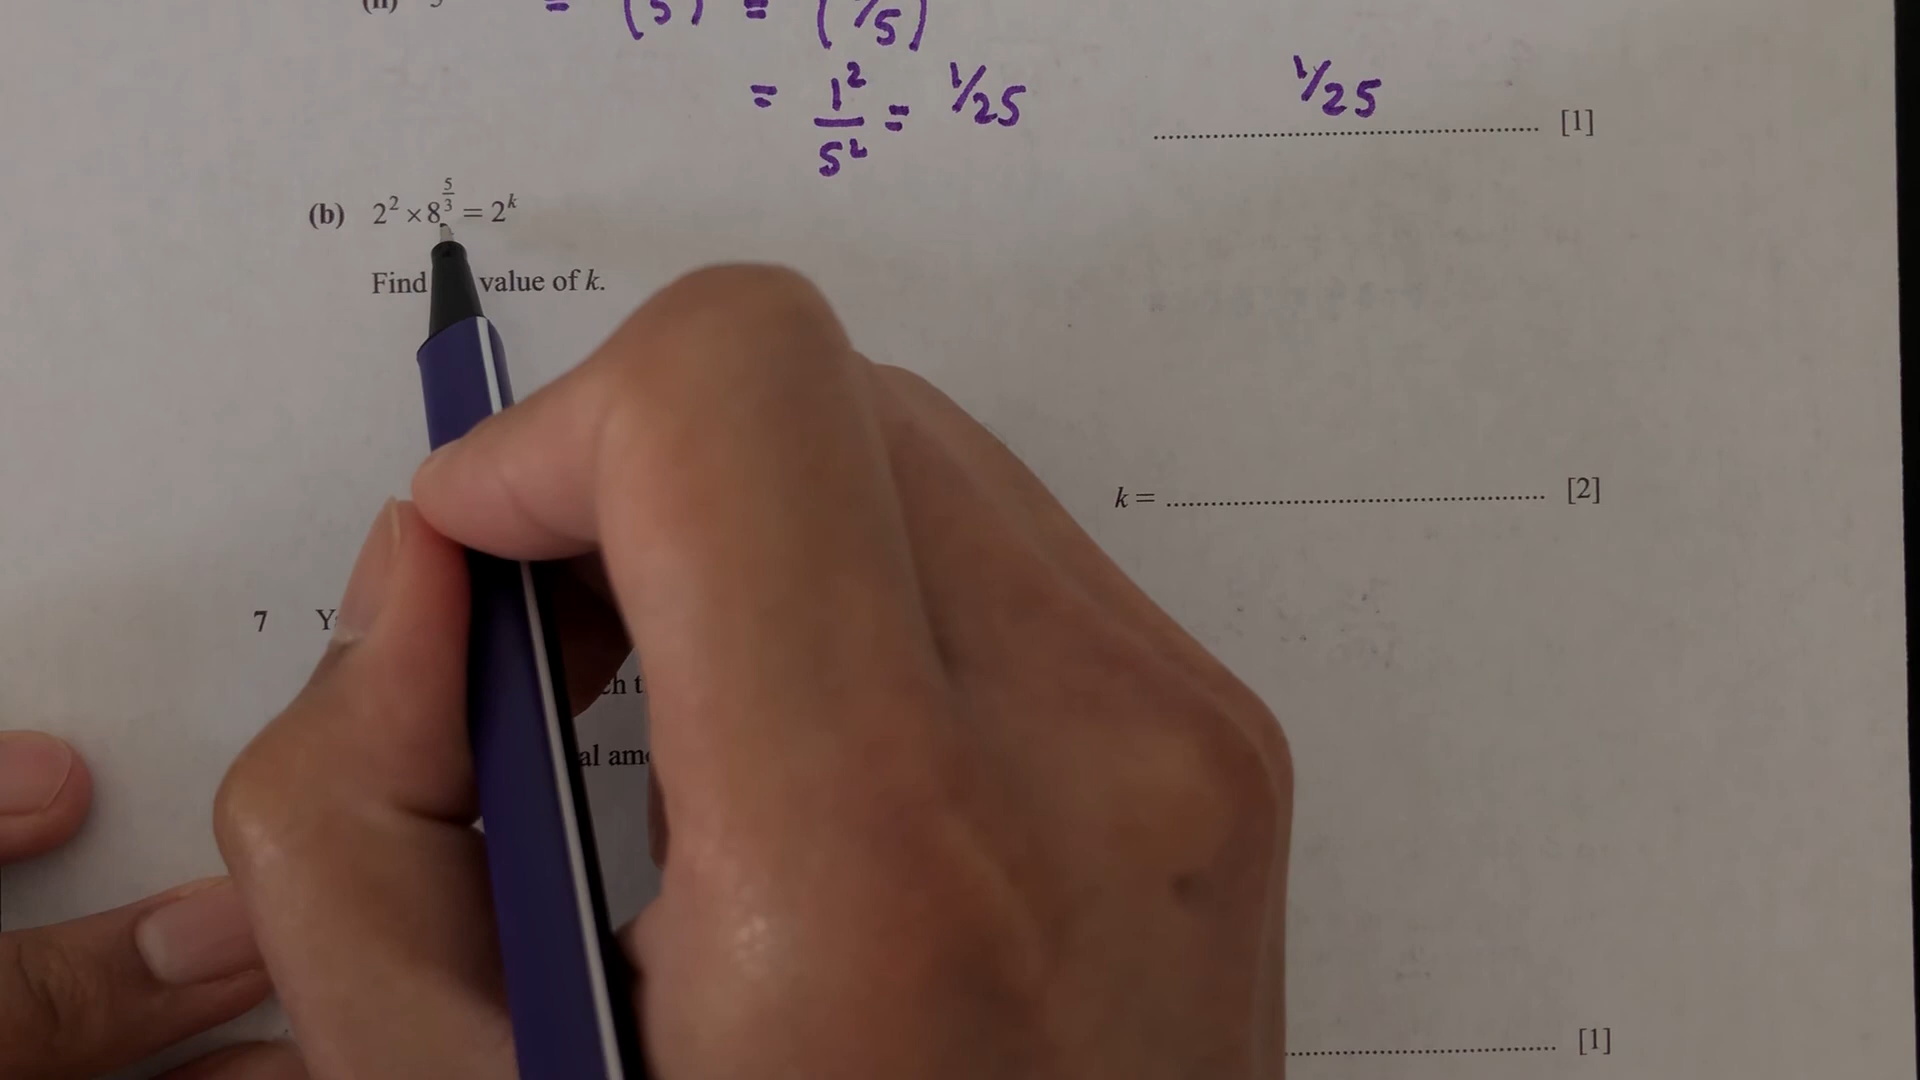 = (5) = (1/5)
= 1²/5² = 1/25 1/25 [1]
(b) 2² × 8^(5/3) = 2^k
Find value of k.
k = [2]
7
[1]